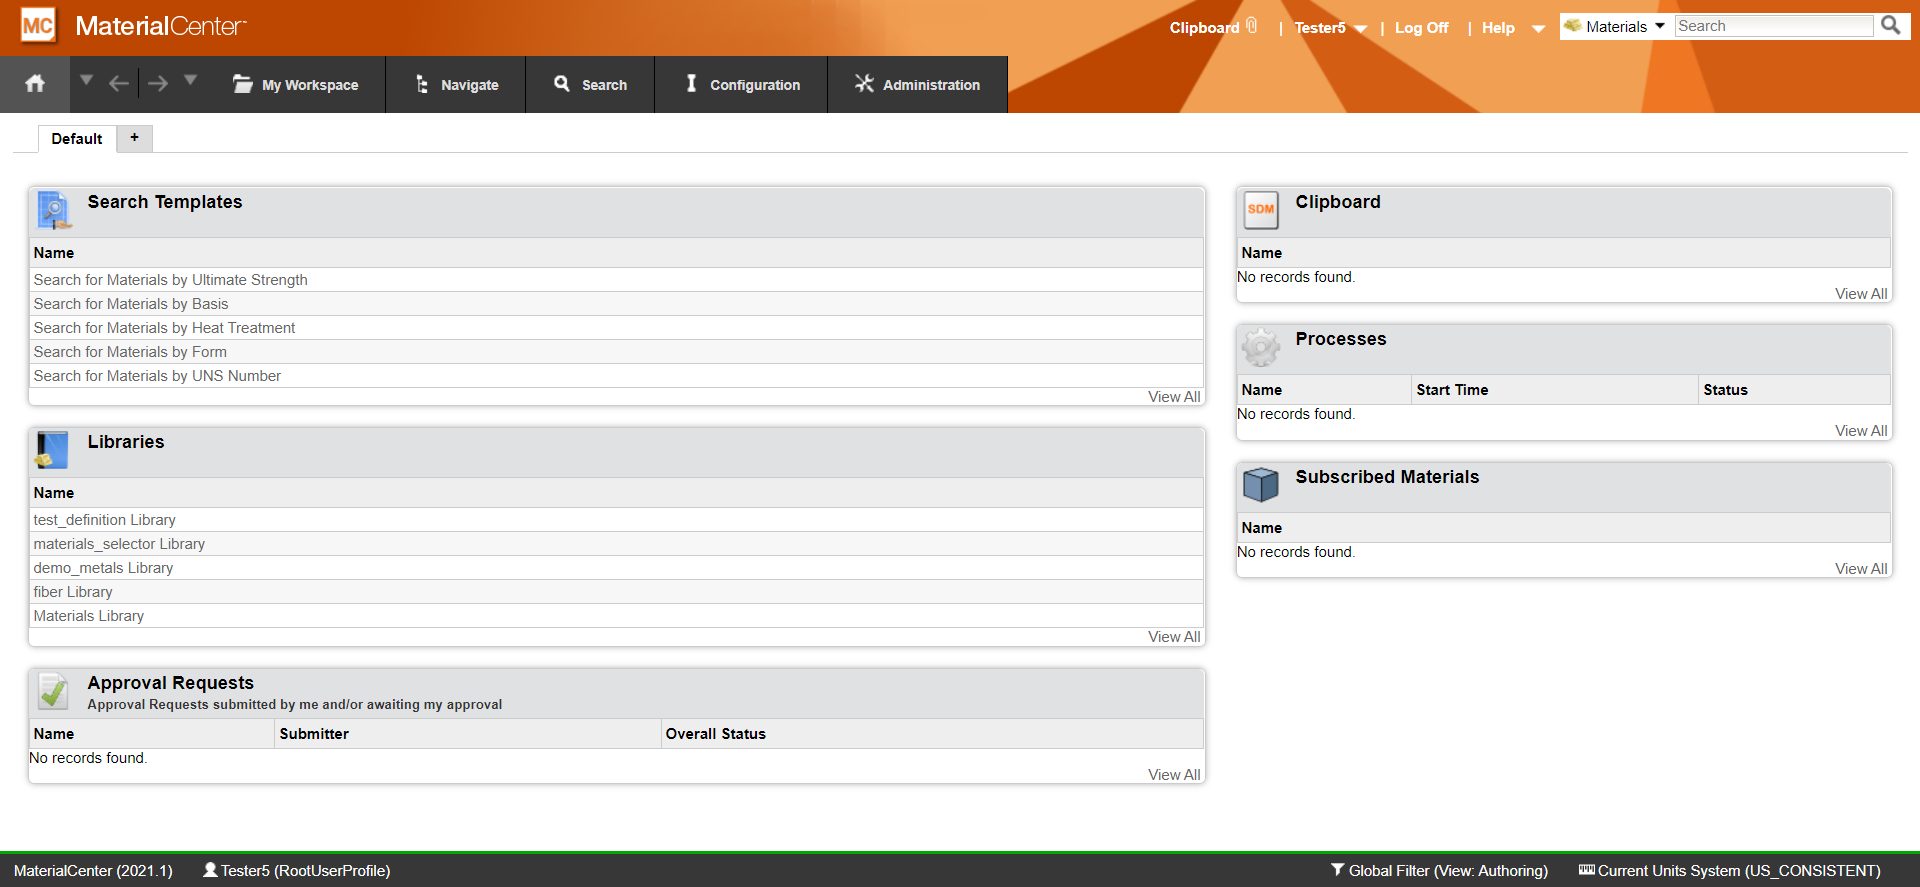 MC MaterialCenter
Clipboard | Tester5 | Log Off | Help Materials Search
My Workspace Navigate Search Configuration Administration
Default +
Search Templates
Name
Search for Materials by Ultimate Strength
Search for Materials by Basis
Search for Materials by Heat Treatment
Search for Materials by Form
Search for Materials by UNS Number
View All
Libraries
Name
test_definition Library
materials_selector Library
demo_metals Library
fiber Library
Materials Library
View All
Approval Requests
Approval Requests submitted by me and/or awaiting my approval
Name Submitter Overall Status
No records found.
View All
SDM Clipboard
Name
No records found.
View All
Processes
Name Start Time Status
No records found.
View All
Subscribed Materials
Name
No records found.
View All
MaterialCenter (2021.1) Tester5 (RootUserProfile) Global Filter (View: Authoring) Current Units System (US_CONSISTENT)